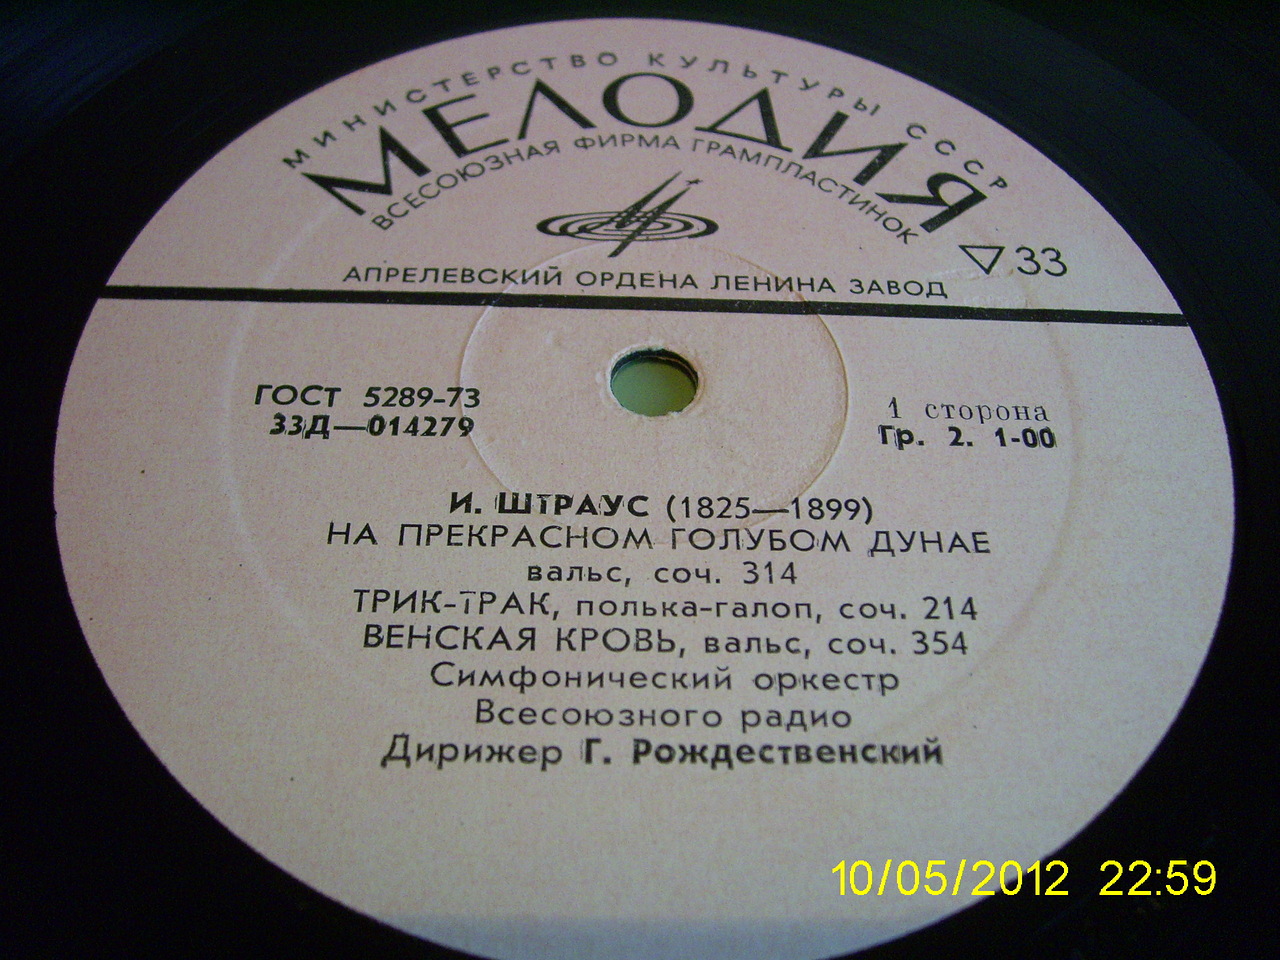 МИНИСТЕРСТВО КУЛЬТУРЫ СССР
МЕЛОДИЯ
ВСЕСОЮЗНАЯ ФИРМА ГРАМПЛАСТИНОК
33
АПРЕЛЕВСКИЙ ОРДЕНА ЛЕНИНА ЗАВОД
ГОСТ 5289-73
33Д—014279
1 сторона
Гр. 2. 1-00
И. ШТРАУС (1825—1899)
НА ПРЕКРАСНОМ ГОЛУБОМ ДУНАЕ
вальс, соч. 314
ТРИК-ТРАК, полька-галоп, соч. 214
ВЕНСКАЯ КРОВЬ, вальс, соч. 354
Симфонический оркестр
Всесоюзного радио
Дирижер Г. Рождественский
10/05/2012 22:59